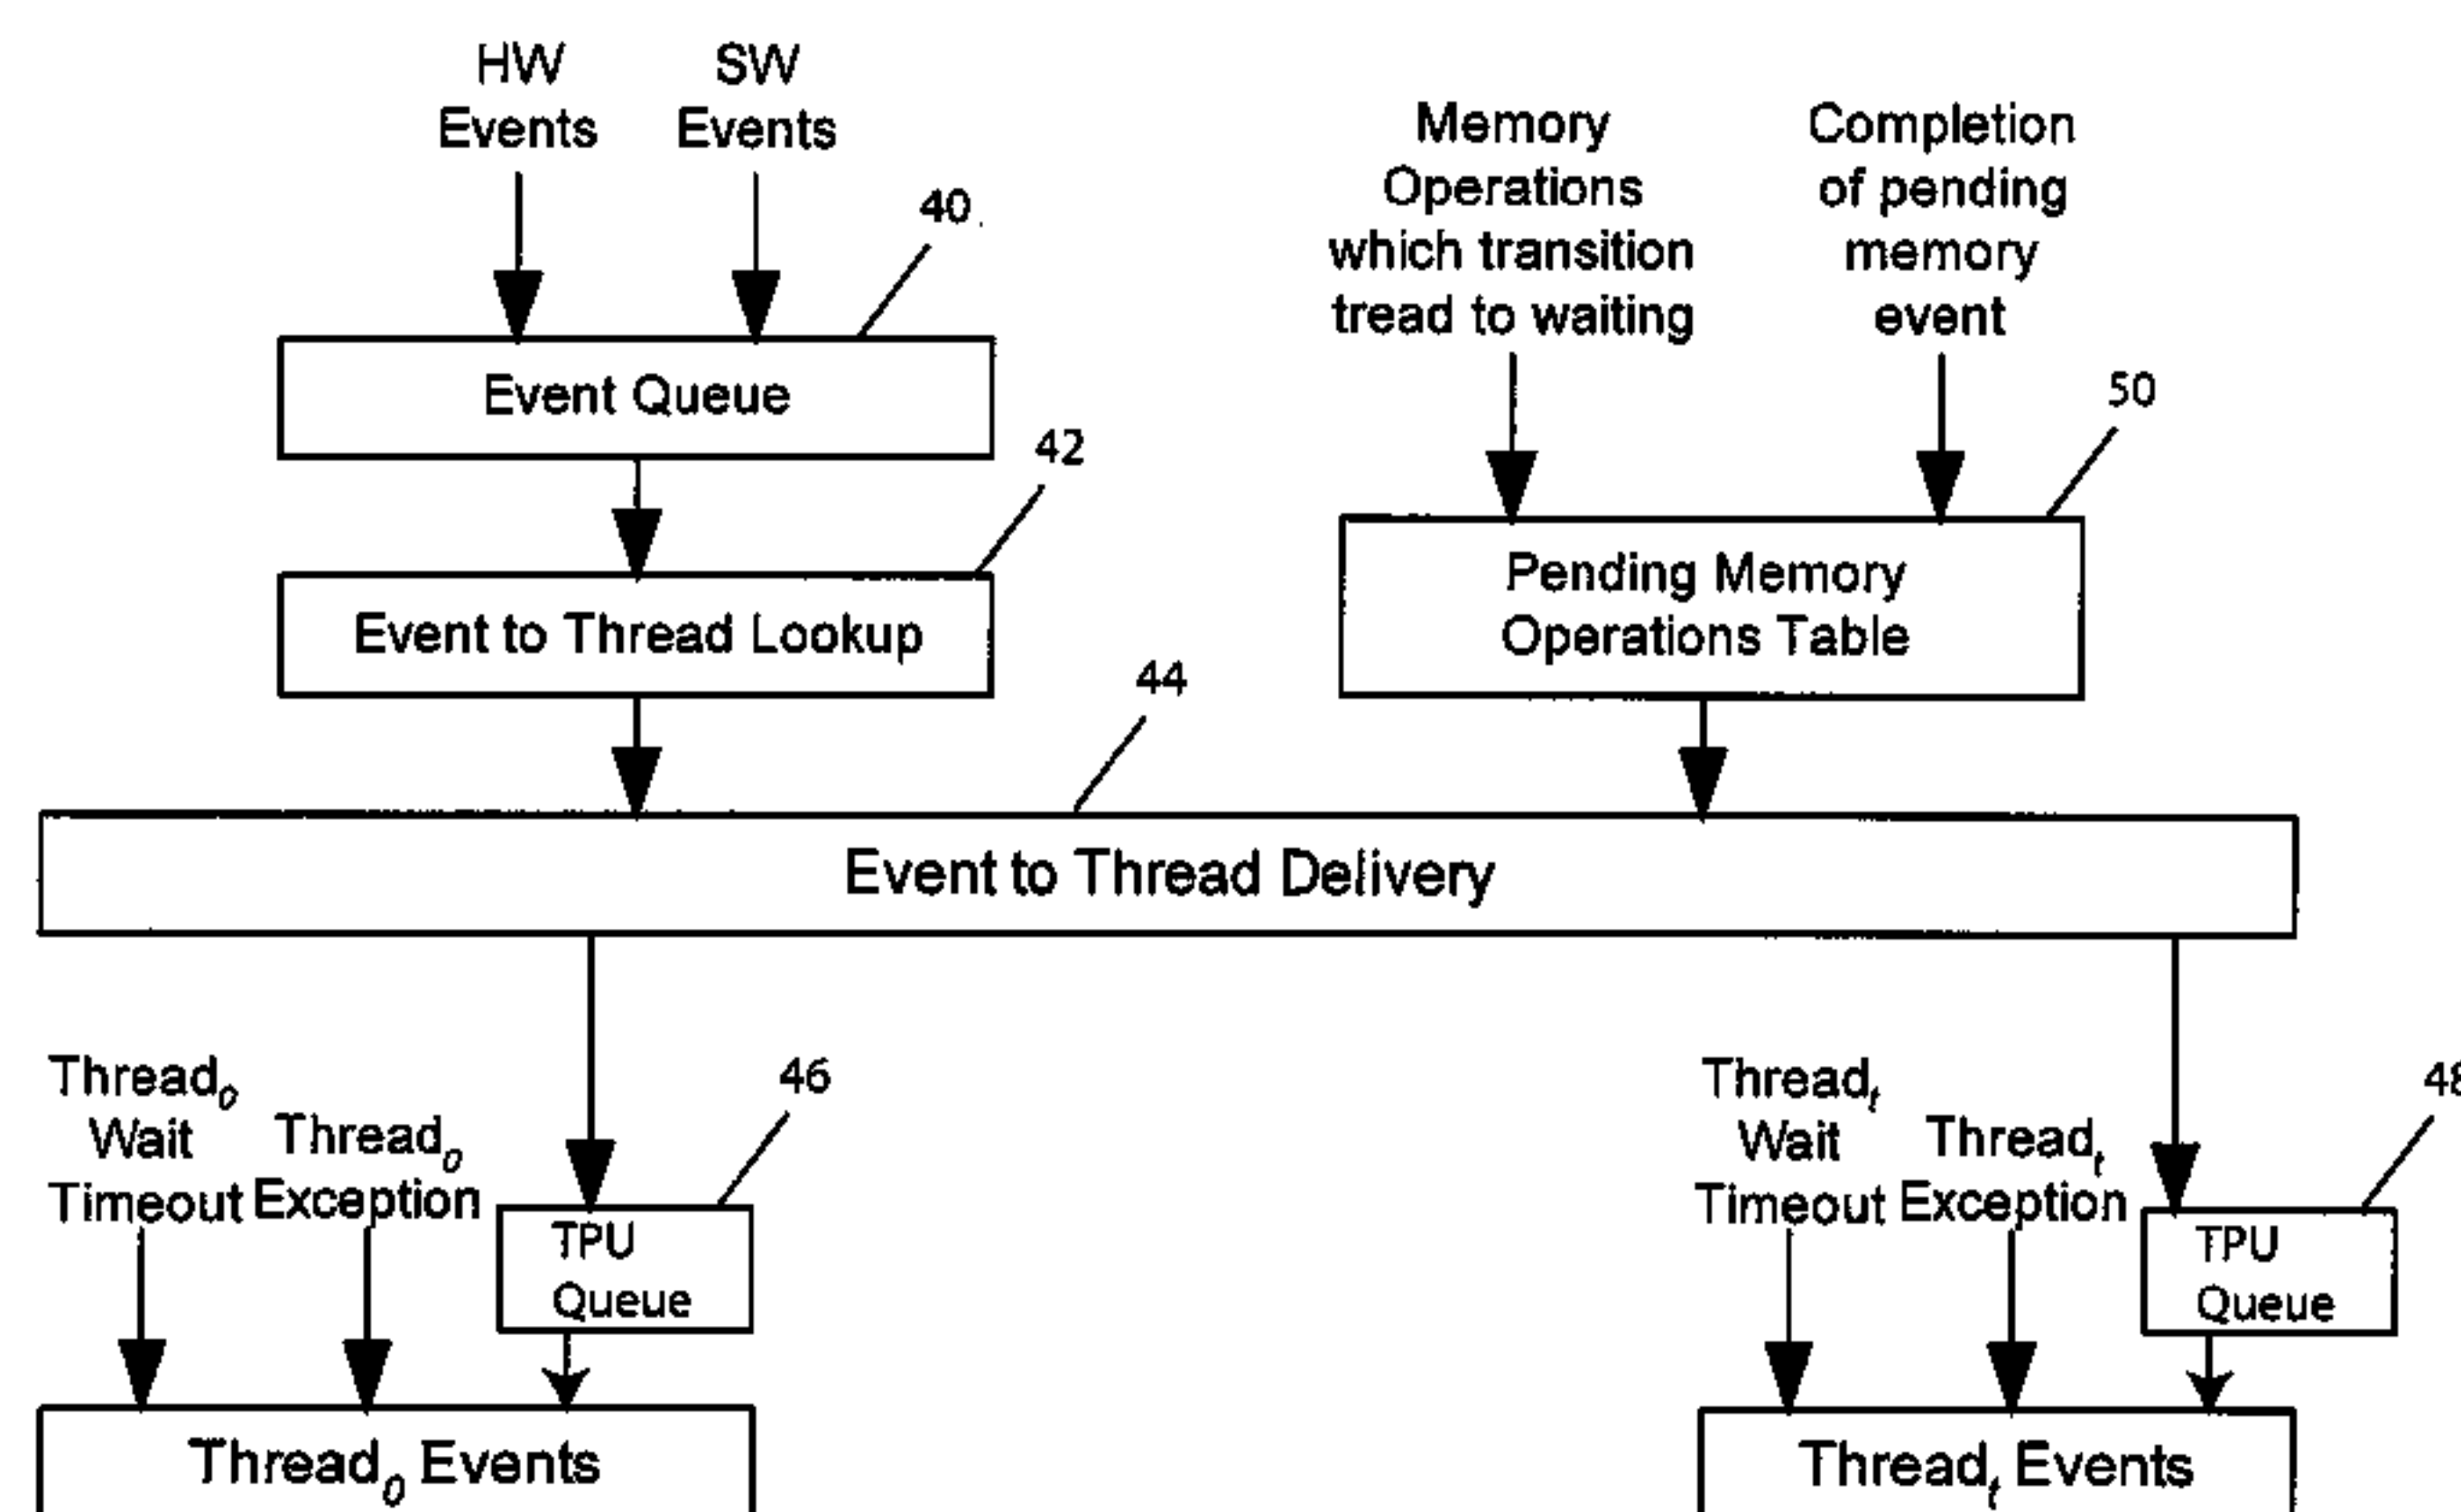 HW
Events
SW
Events
40
Memory
Operations
which transition
tread to waiting
Completion
of pending
memory
event
Event Queue
42
50
Event to Thread Lookup
Pending Memory
Operations Table
44
Event to Thread Delivery
Thread0
Wait
Timeout
Thread0
Exception
46
TPU
Queue
Threadt
Wait
Timeout
Threadt
Exception
48
TPU
Queue
Thread0 Events
Threadt Events